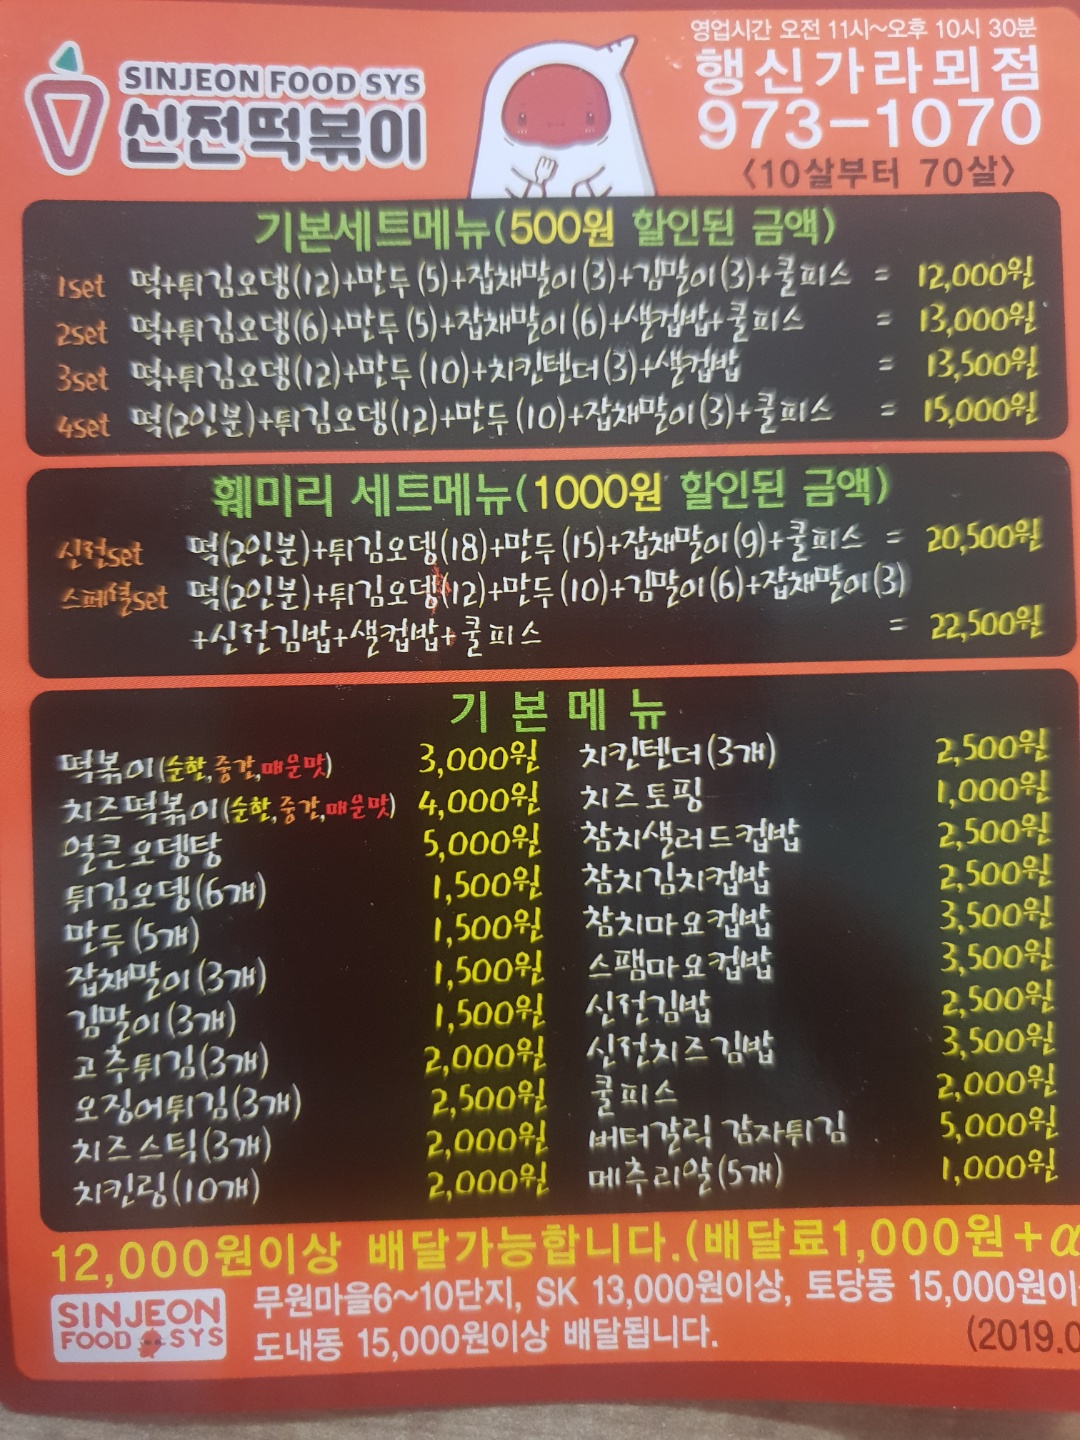 영업시간 오전 11시~오후 10시 30분
SINJEON FOOD SYS
신전떡볶이
행신가라뫼점
973-1070
<10살부터 70살>
기본세트메뉴(500원 할인된 금액)
1set 떡+튀김오뎅(12)+만두(5)+잡채말이(3)+김말이(3)+쿨피스 = 12,000원
2set 떡+튀김오뎅(6)+만두(5)+잡채말이(6)+샐컵밥+쿨피스 = 13,000원
3set 떡+튀김오뎅(12)+만두(10)+치킨텐더(3)+샐컵밥 = 13,500원
4set 떡(2인분)+튀김오뎅(12)+만두(10)+잡채말이(3)+쿨피스 = 15,000원
훼미리 세트메뉴(1000원 할인된 금액)
신전set 떡(2인분)+튀김오뎅(18)+만두(15)+잡채말이(9)+쿨피스 = 20,500원
스페셜set 떡(2인분)+튀김오뎅(12)+만두(10)+김말이(6)+잡채말이(3)
+신전김밥+샐컵밥+쿨피스 = 22,500원
기본메뉴
떡볶이(순한,중간,매운맛) 3,000원
치즈떡볶이(순한,중간,매운맛) 4,000원
얼큰오뎅탕 5,000원
튀김오뎅(6개) 1,500원
만두(5개) 1,500원
잡채말이(3개) 1,500원
김말이(3개) 1,500원
고추튀김(3개) 2,000원
오징어튀김(3개) 2,500원
치즈스틱(3개) 2,000원
치킨링(10개) 2,000원
치킨텐더(3개) 2,500원
치즈토핑 1,000원
참치샐러드컵밥 2,500원
참치김치컵밥 2,500원
참치마요컵밥 3,500원
스팸마요컵밥 3,500원
신전김밥 2,500원
신전치즈김밥 3,500원
쿨피스 2,000원
버터갈릭 감자튀김 5,000원
메추리알(5개) 1,000원
12,000원이상 배달가능합니다.(배달료1,000원+α
SINJEON
FOOD SYS
무원마을6~10단지, SK 13,000원이상, 토당동 15,000원이
도내동 15,000원이상 배달됩니다.
(2019.0